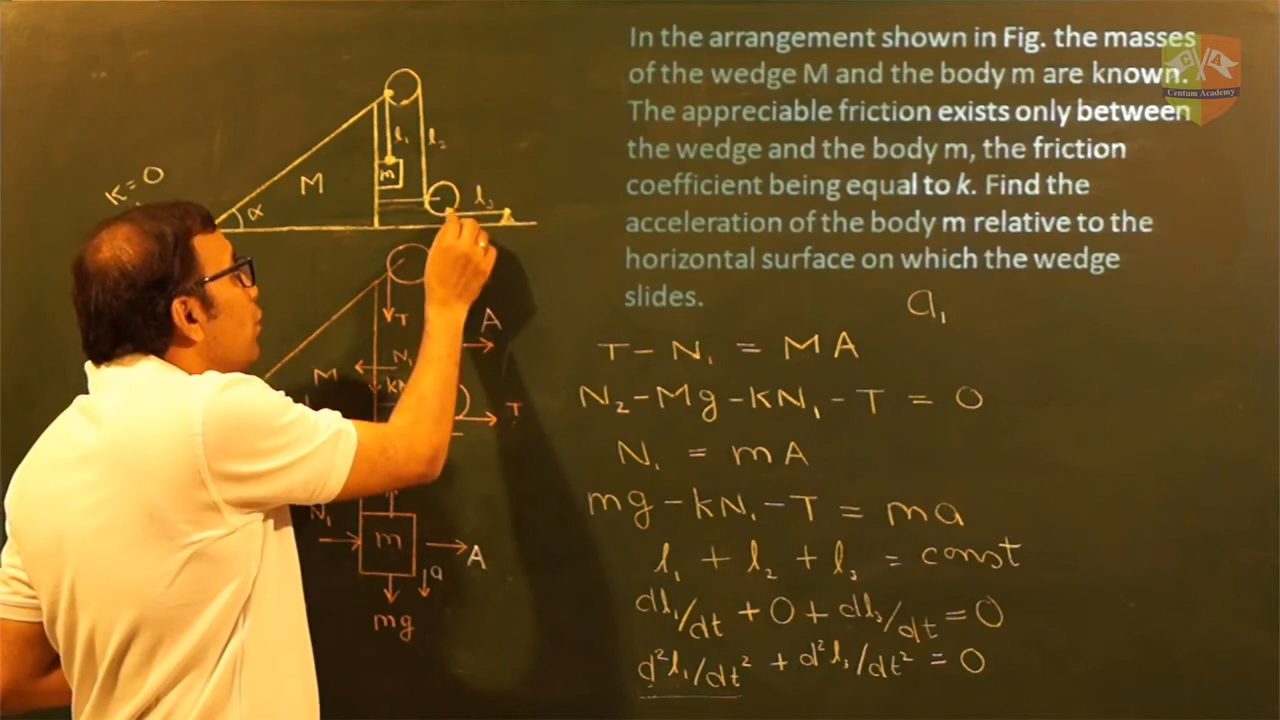 In the arrangement shown in Fig. the masses
of the wedge M and the body m are known.
The appreciable friction exists only between
the wedge and the body m, the friction
coefficient being equal to k. Find the
acceleration of the body m relative to the
horizontal surface on which the wedge
slides.
C A
Centum Academy
a₁
T - N₁ = MA
N₂ - Mg - kN₁ - T = 0
N₁ = mA
mg - kN₁ - T = ma
l₁ + l₂ + l₃ = const
dl₁/dt + 0 + dl₃/dt = 0
d²l₁/dt² + d²l₃/dt² = 0
K = 0
α
M
m
l₁
l₂
l₃
T
A
M
N₁
T
N₁
m
A
a
mg